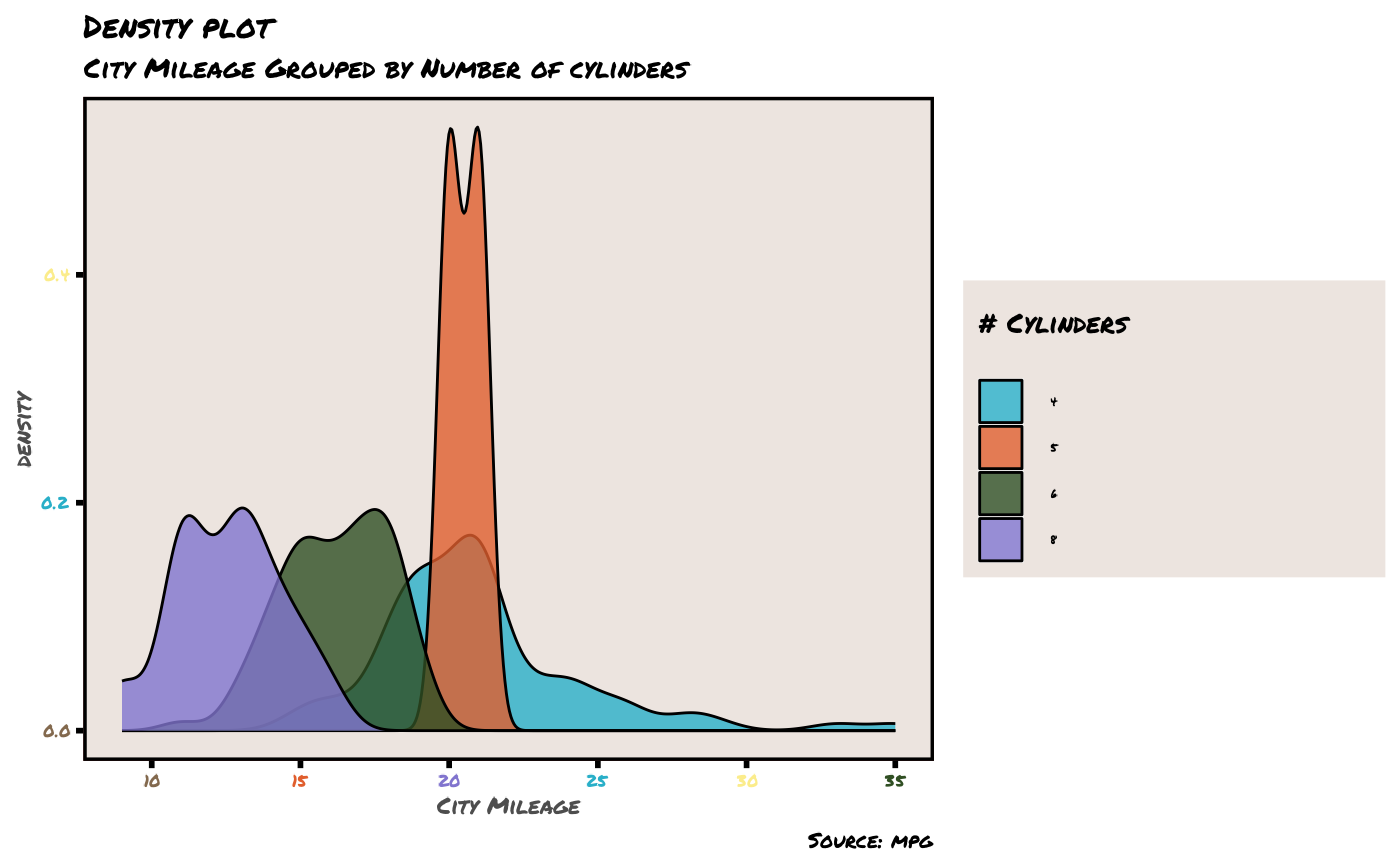 Density plot
City Mileage Grouped by Number of cylinders
0.4
0.2
0.0
density
10 15 20 25 30 35
City Mileage
Source: mpg
# Cylinders
4
5
6
8